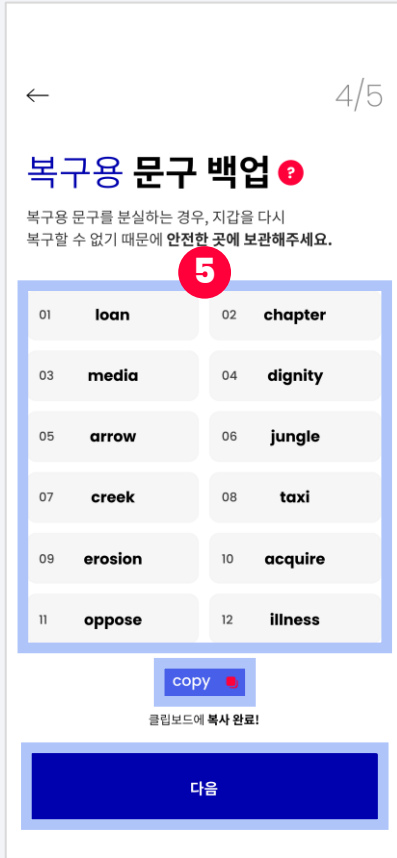 4/5
복구용 문구 백업 ?
복구용 문구를 분실하는 경우, 지갑을 다시
복구할 수 없기 때문에 안전한 곳에 보관해주세요.
5
01 loan 02 chapter
03 media 04 dignity
05 arrow 06 jungle
07 creek 08 taxi
09 erosion 10 acquire
11 oppose 12 illness
copy
클립보드에 복사 완료!
다음